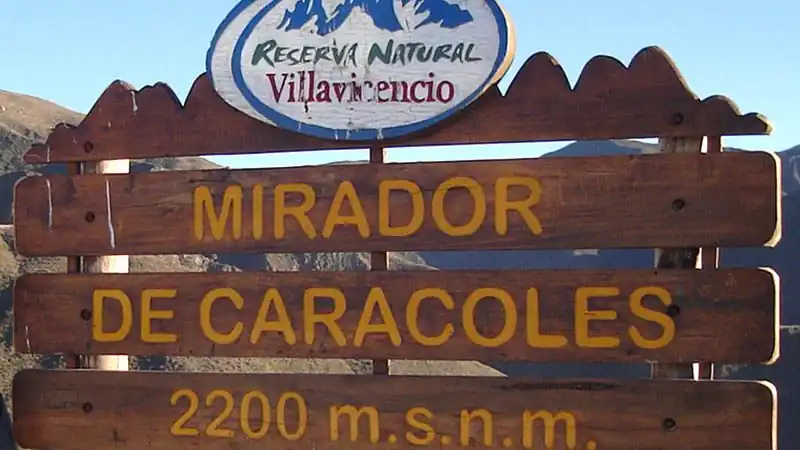 RESERVA NATURAL
Villavicencio
MIRADOR
DE CARACOLES
2200 m.s.n.m.